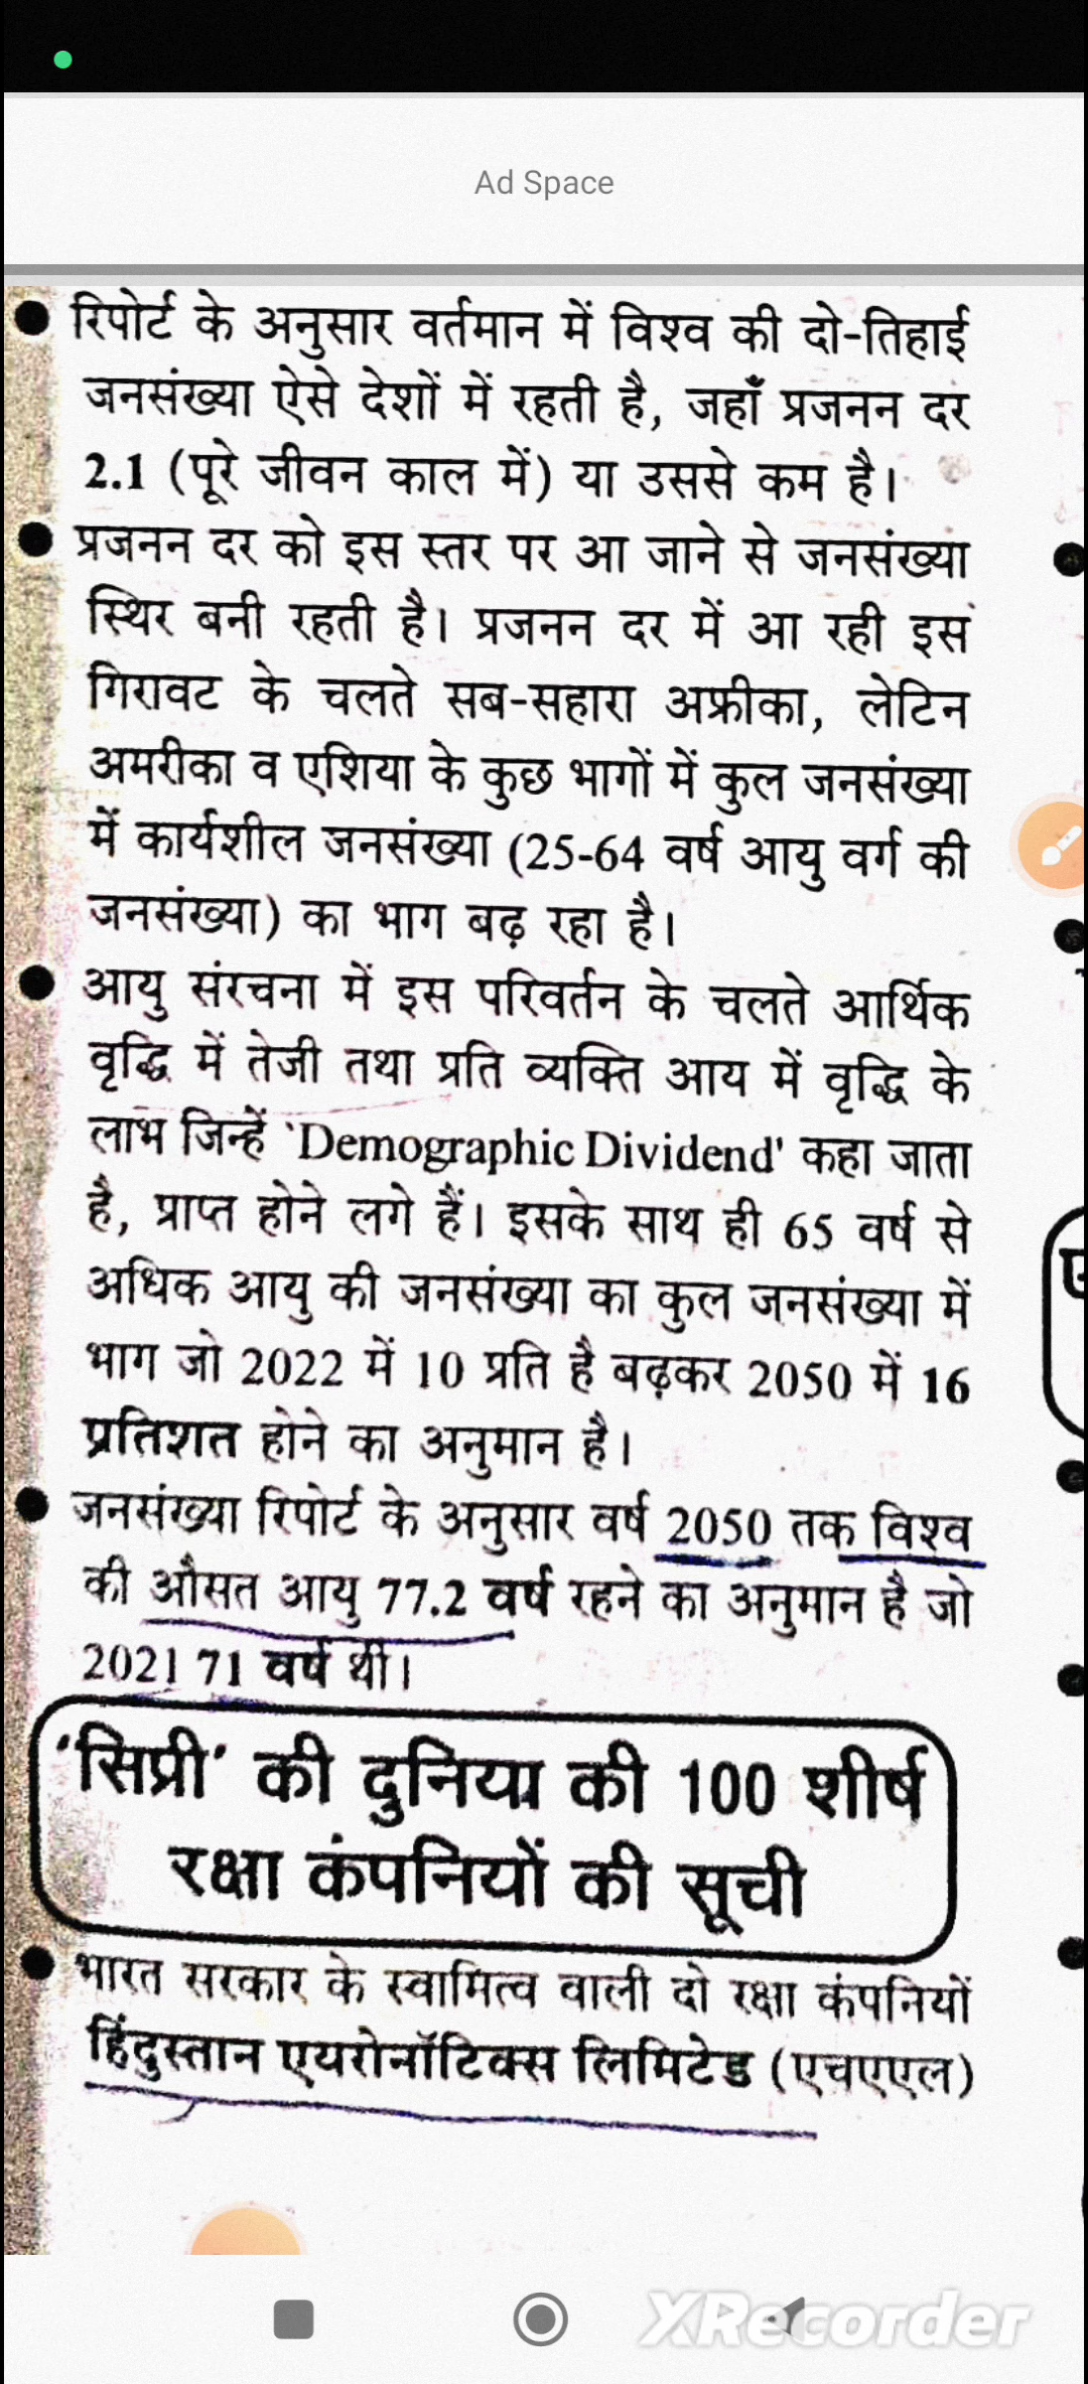 Ad Space
रिपोर्ट के अनुसार वर्तमान में विश्व की दो-तिहाई
जनसंख्या ऐसे देशों में रहती है, जहाँ प्रजनन दर
2.1 (पूरे जीवन काल में) या उससे कम है।
प्रजनन दर को इस स्तर पर आ जाने से जनसंख्या
स्थिर बनी रहती है। प्रजनन दर में आ रही इस
गिरावट के चलते सब-सहारा अफ्रीका, लेटिन
अमरीका व एशिया के कुछ भागों में कुल जनसंख्या
में कार्यशील जनसंख्या (25-64 वर्ष आयु वर्ग की
जनसंख्या) का भाग बढ़ रहा है।
आयु संरचना में इस परिवर्तन के चलते आर्थिक
वृद्धि में तेजी तथा प्रति व्यक्ति आय में वृद्धि के
लाभ जिन्हें 'Demographic Dividend' कहा जाता
है, प्राप्त होने लगे हैं। इसके साथ ही 65 वर्ष से
अधिक आयु की जनसंख्या का कुल जनसंख्या में
भाग जो 2022 में 10 प्रति है बढ़कर 2050 में 16
प्रतिशत होने का अनुमान है।
जनसंख्या रिपोर्ट के अनुसार वर्ष 2050 तक विश्व
की औसत आयु 77.2 वर्ष रहने का अनुमान है जो
2021 71 वर्ष थी।
'सिप्री' की दुनिया की 100 शीर्ष
रक्षा कंपनियों की सूची
भारत सरकार के स्वामित्व वाली दो रक्षा कंपनियों
हिंदुस्तान एयरोनॉटिक्स लिमिटेड (एचएएल)
XRecorder